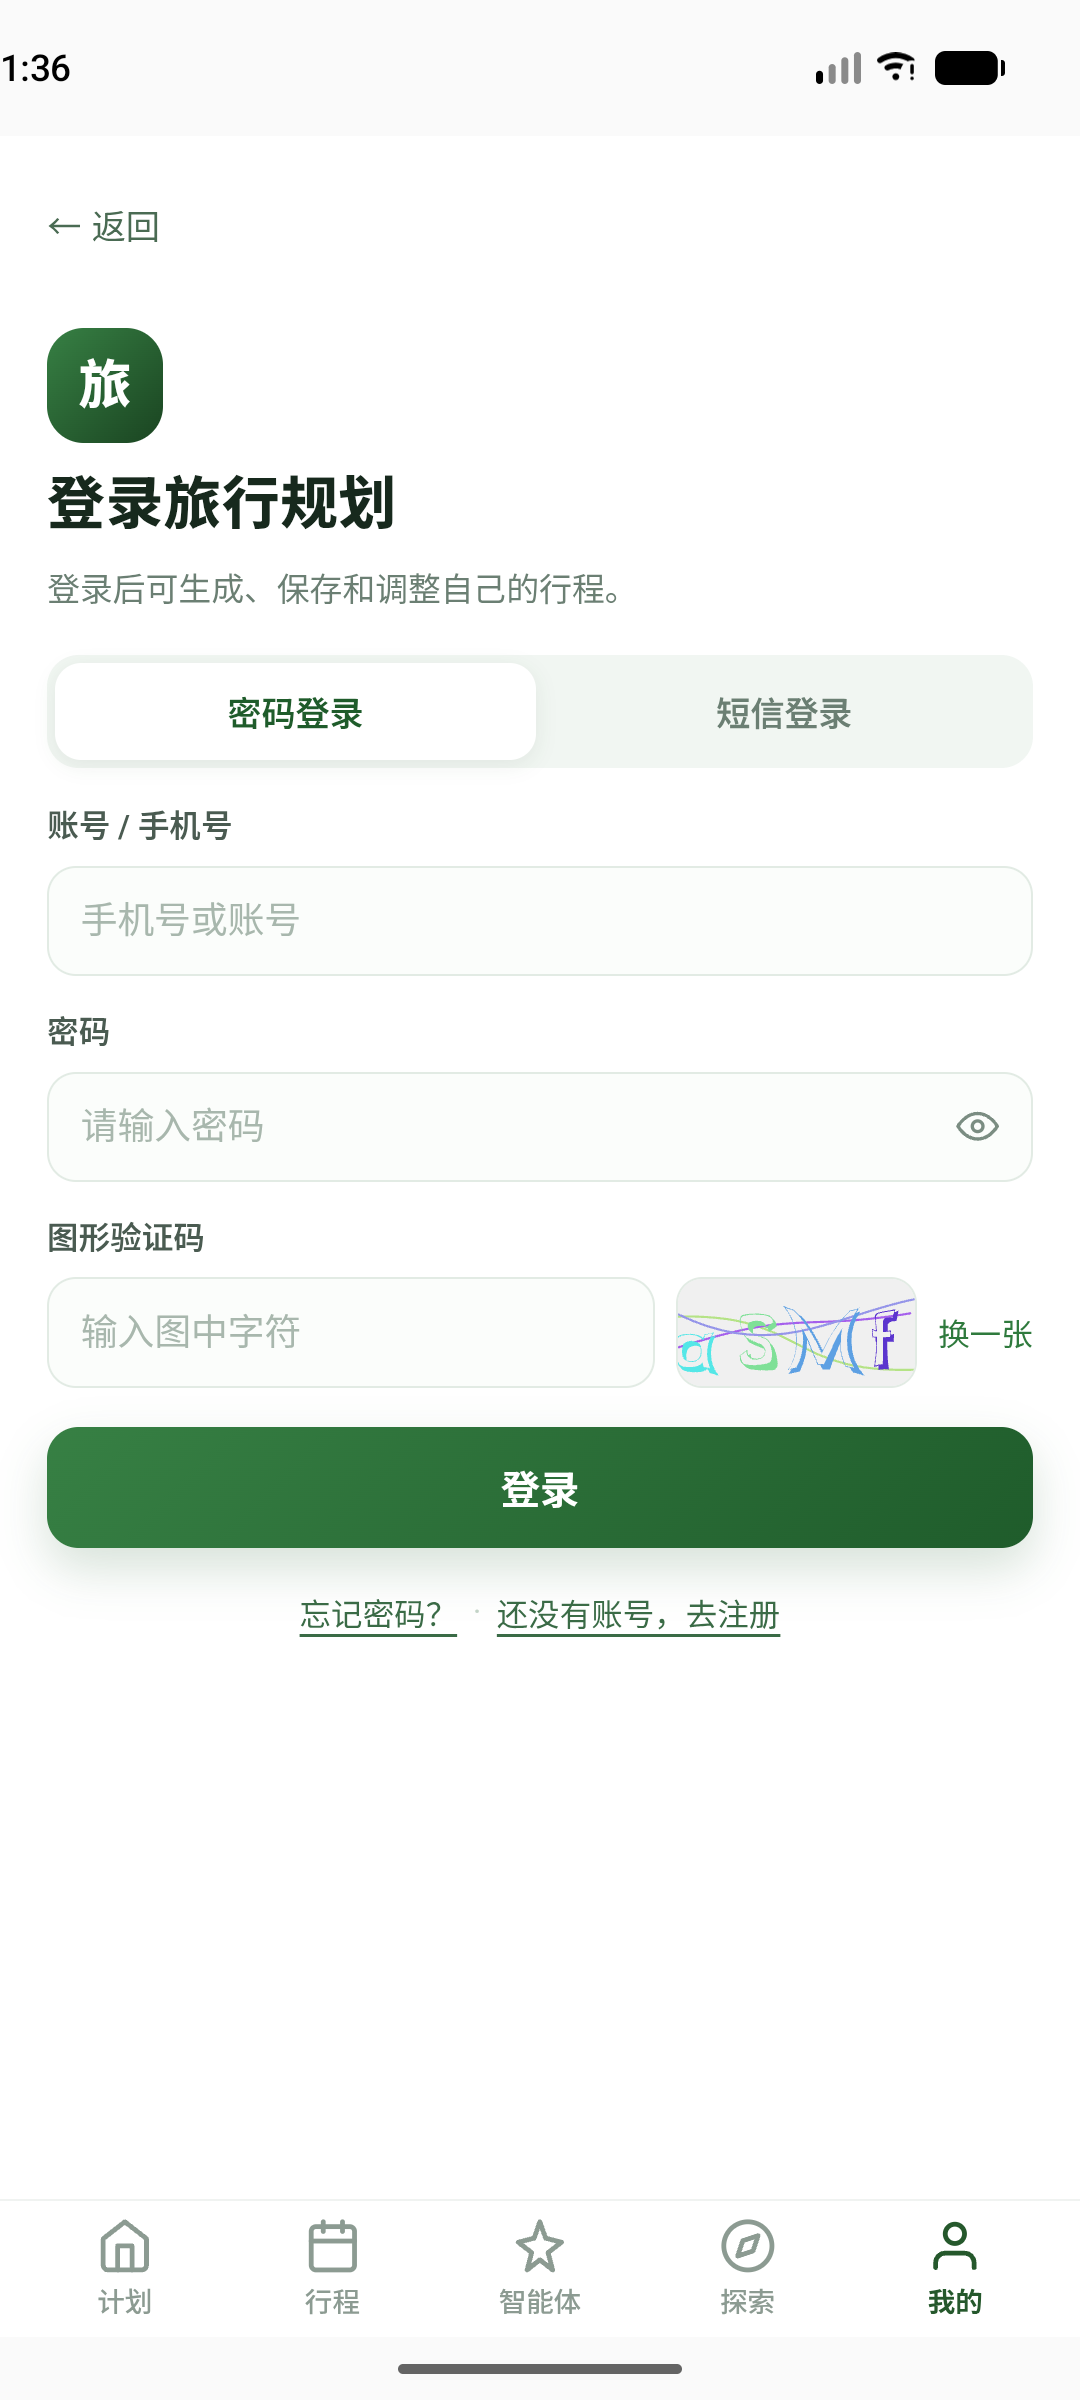 1:36
← 返回
旅
登录旅行规划
登录后可生成、保存和调整自己的行程。
密码登录
短信登录
账号 / 手机号
手机号或账号
密码
请输入密码
图形验证码
输入图中字符
a S M f
换一张
登录
忘记密码？ · 还没有账号，去注册
计划
行程
智能体
探索
我的